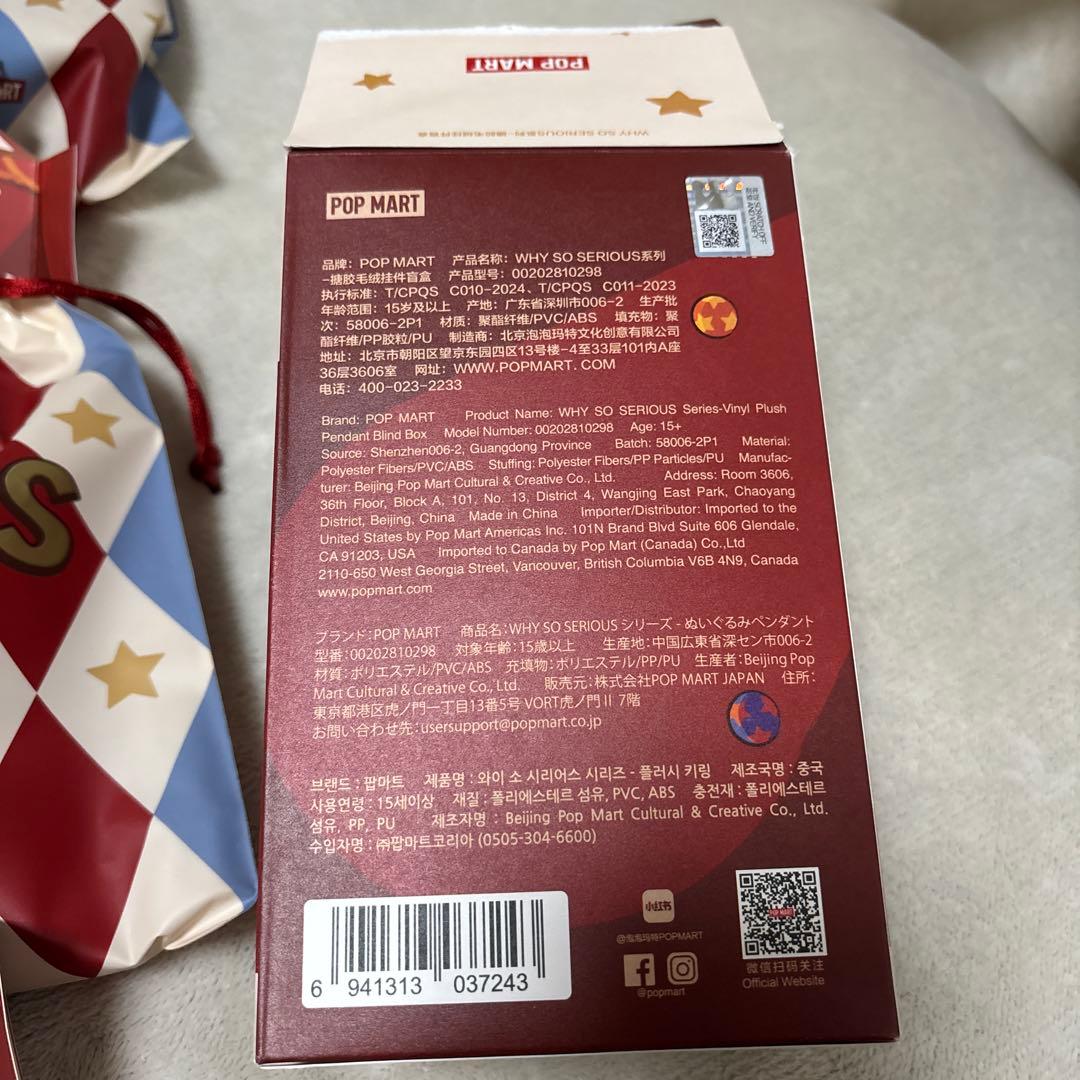 POP MART
WHY SO SERIOUS系列-搪胶毛绒挂件盲盒
POP MART
刮涂层 SCRATCH OFF
AND VERIFY
品牌：POP MART 产品名称：WHY SO SERIOUS系列
-搪胶毛绒挂件盲盒 产品型号：00202810298
执行标准：T/CPQS C010-2024、T/CPQS C011-2023
年龄范围：15岁及以上 产地：广东省深圳市006-2 生产批
次：58006-2P1 材质：聚酯纤维/PVC/ABS 填充物：聚
酯纤维/PP胶粒/PU 制造商：北京泡泡玛特文化创意有限公司
地址：北京市朝阳区望京东园四区13号楼-4至33层101内A座
36层3606室 网址：WWW.POPMART. COM
电话：400-023-2233
Brand: POP MART Product Name: WHY SO SERIOUS Series-Vinyl Plush
Pendant Blind Box Model Number: 00202810298 Age: 15+
Source: Shenzhen006-2, Guangdong Province Batch: 58006-2P1 Material:
Polyester Fibers/PVC/ABS Stuffing: Polyester Fibers/PP Particles/PU Manufac-
turer: Beijing Pop Mart Cultural & Creative Co., Ltd. Address: Room 3606,
36th Floor, Block A, 101, No. 13, District 4, Wangjing East Park, Chaoyang
District, Beijing, China Made in China Importer/Distributor: Imported to the
United States by Pop Mart Americas Inc. 101N Brand Blvd Suite 606 Glendale,
CA 91203, USA Imported to Canada by Pop Mart (Canada) Co.,Ltd
2110-650 West Georgia Street, Vancouver, British Columbia V6B 4N9, Canada
www.popmart.com
ブランド：POP MART 商品名：WHY SO SERIOUS シリーズ - ぬいぐるみペンダント
型番：00202810298 対象年齢：15歳以上 生産地：中国広東省深セン市006-2
材質：ポリエステル/PVC/ABS 充填物：ポリエステル/PP/PU 生産者：Beijing Pop
Mart Cultural & Creative Co., Ltd. 販売元：株式会社POP MART JAPAN 住所：
東京都港区虎ノ門一丁目13番5号 VORT虎ノ門Ⅱ 7階
お問い合わせ先：usersupport@popmart.co.jp
브랜드 : 팝마트 제품명 : 와이 소 시리어스 시리즈 - 플러시 키링 제조국명 : 중국
사용연령 : 15세이상 재질 : 폴리에스테르 섬유, PVC, ABS 충전재 : 폴리에스테르
섬유, PP, PU 제조자명 : Beijing Pop Mart Cultural & Creative Co., Ltd.
수입자명 : ㈜팝마트코리아 (0505-304-6600)
6 941313 037243
小红书
@泡泡玛特POPMART
@popmart
POP MART
微信扫码关注
Official Website
S